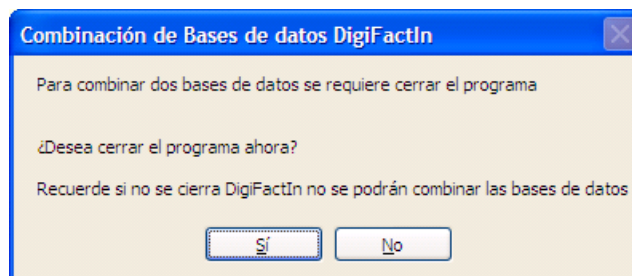 Combinación de Bases de datos DigiFactIn
Para combinar dos bases de datos se requiere cerrar el programa
¿Desea cerrar el programa ahora?
Recuerde si no se cierra DigiFactIn no se podrán combinar las bases de datos
Sí
No